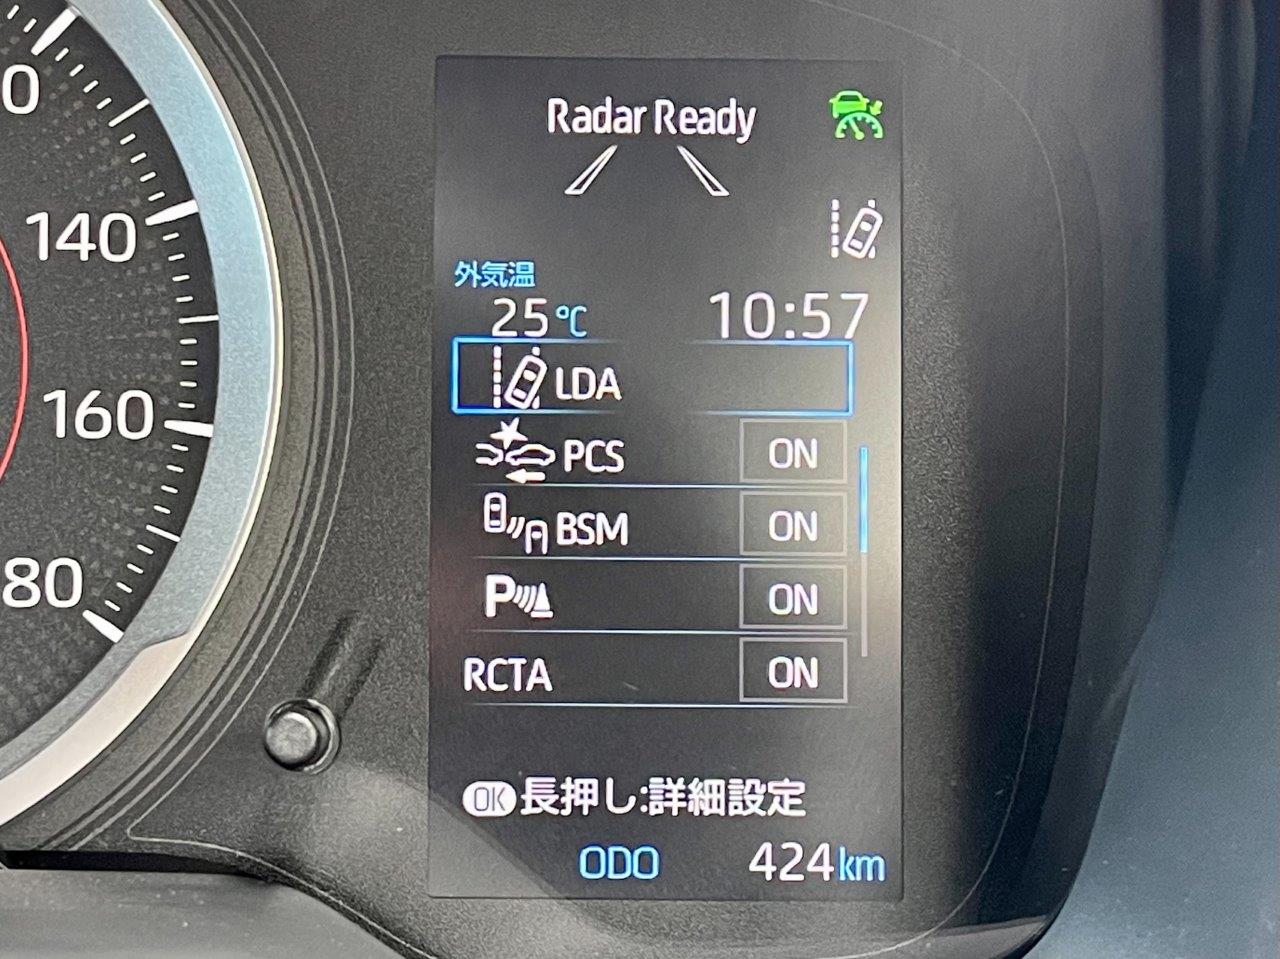 0
140
160
80
Radar Ready
外気温
25℃ 10:57
LDA
PCS ON
BSM ON
P ON
RCTA ON
OK 長押し:詳細設定
ODO 424km